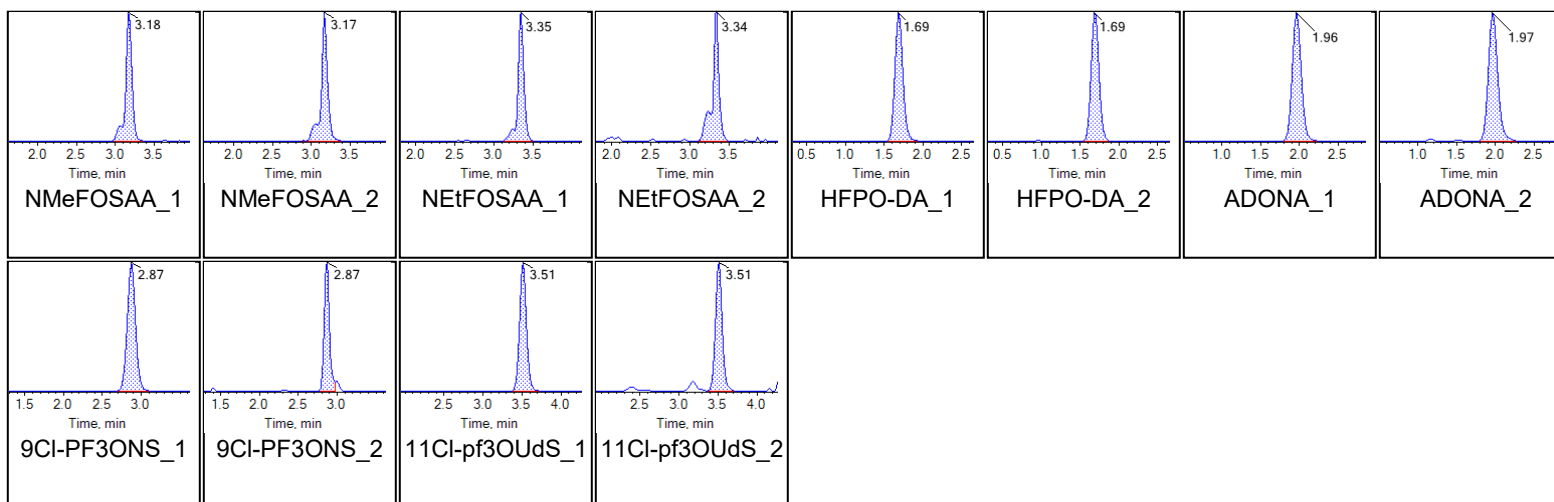 3.18
2.0 2.5 3.0 3.5
Time, min
NMeFOSAA_1
3.17
2.0 2.5 3.0 3.5
Time, min
NMeFOSAA_2
3.35
2.0 2.5 3.0 3.5
Time, min
NEtFOSAA_1
3.34
2.0 2.5 3.0 3.5
Time, min
NEtFOSAA_2
1.69
0.5 1.0 1.5 2.0 2.5
Time, min
HFPO-DA_1
1.69
0.5 1.0 1.5 2.0 2.5
Time, min
HFPO-DA_2
1.96
1.0 1.5 2.0 2.5
Time, min
ADONA_1
1.97
1.0 1.5 2.0 2.5
Time, min
ADONA_2
2.87
1.5 2.0 2.5 3.0
Time, min
9Cl-PF3ONS_1
2.87
1.5 2.0 2.5 3.0
Time, min
9Cl-PF3ONS_2
3.51
2.5 3.0 3.5 4.0
Time, min
11Cl-pf3OUdS_1
3.51
2.5 3.0 3.5 4.0
Time, min
11Cl-pf3OUdS_2